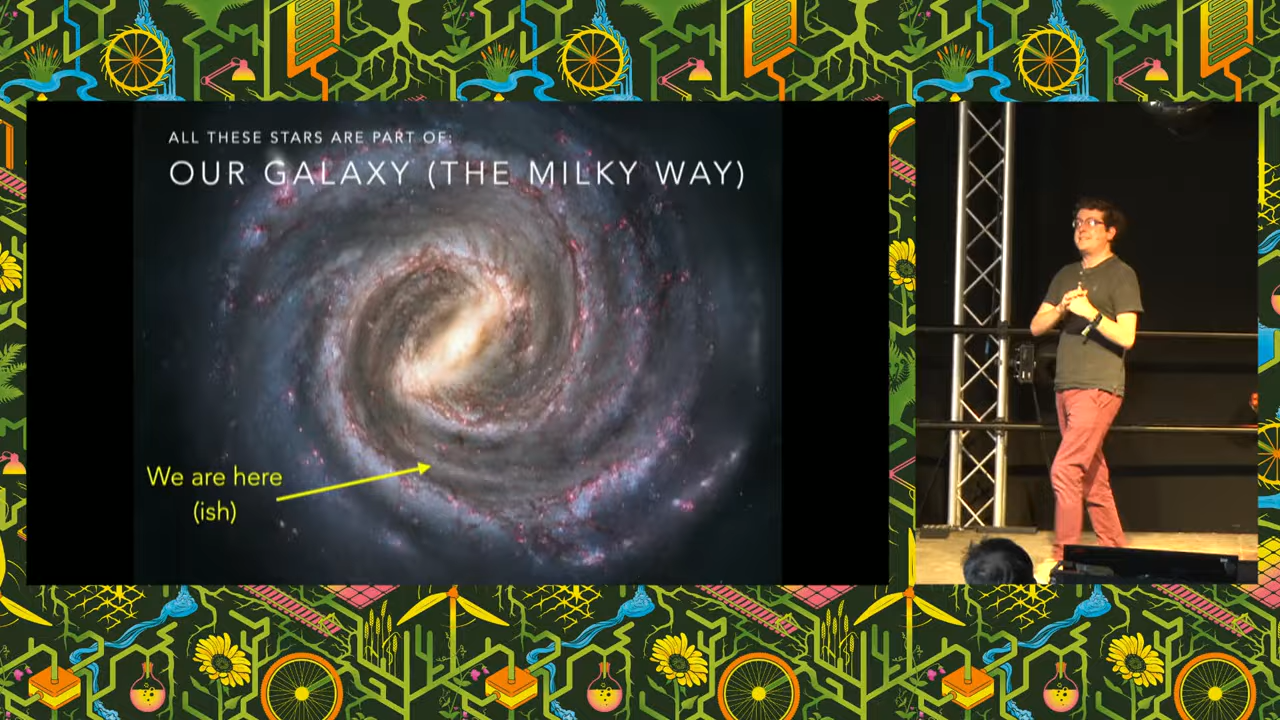 ALL THESE STARS ARE PART OF:
OUR GALAXY (THE MILKY WAY)
We are here
(ish)